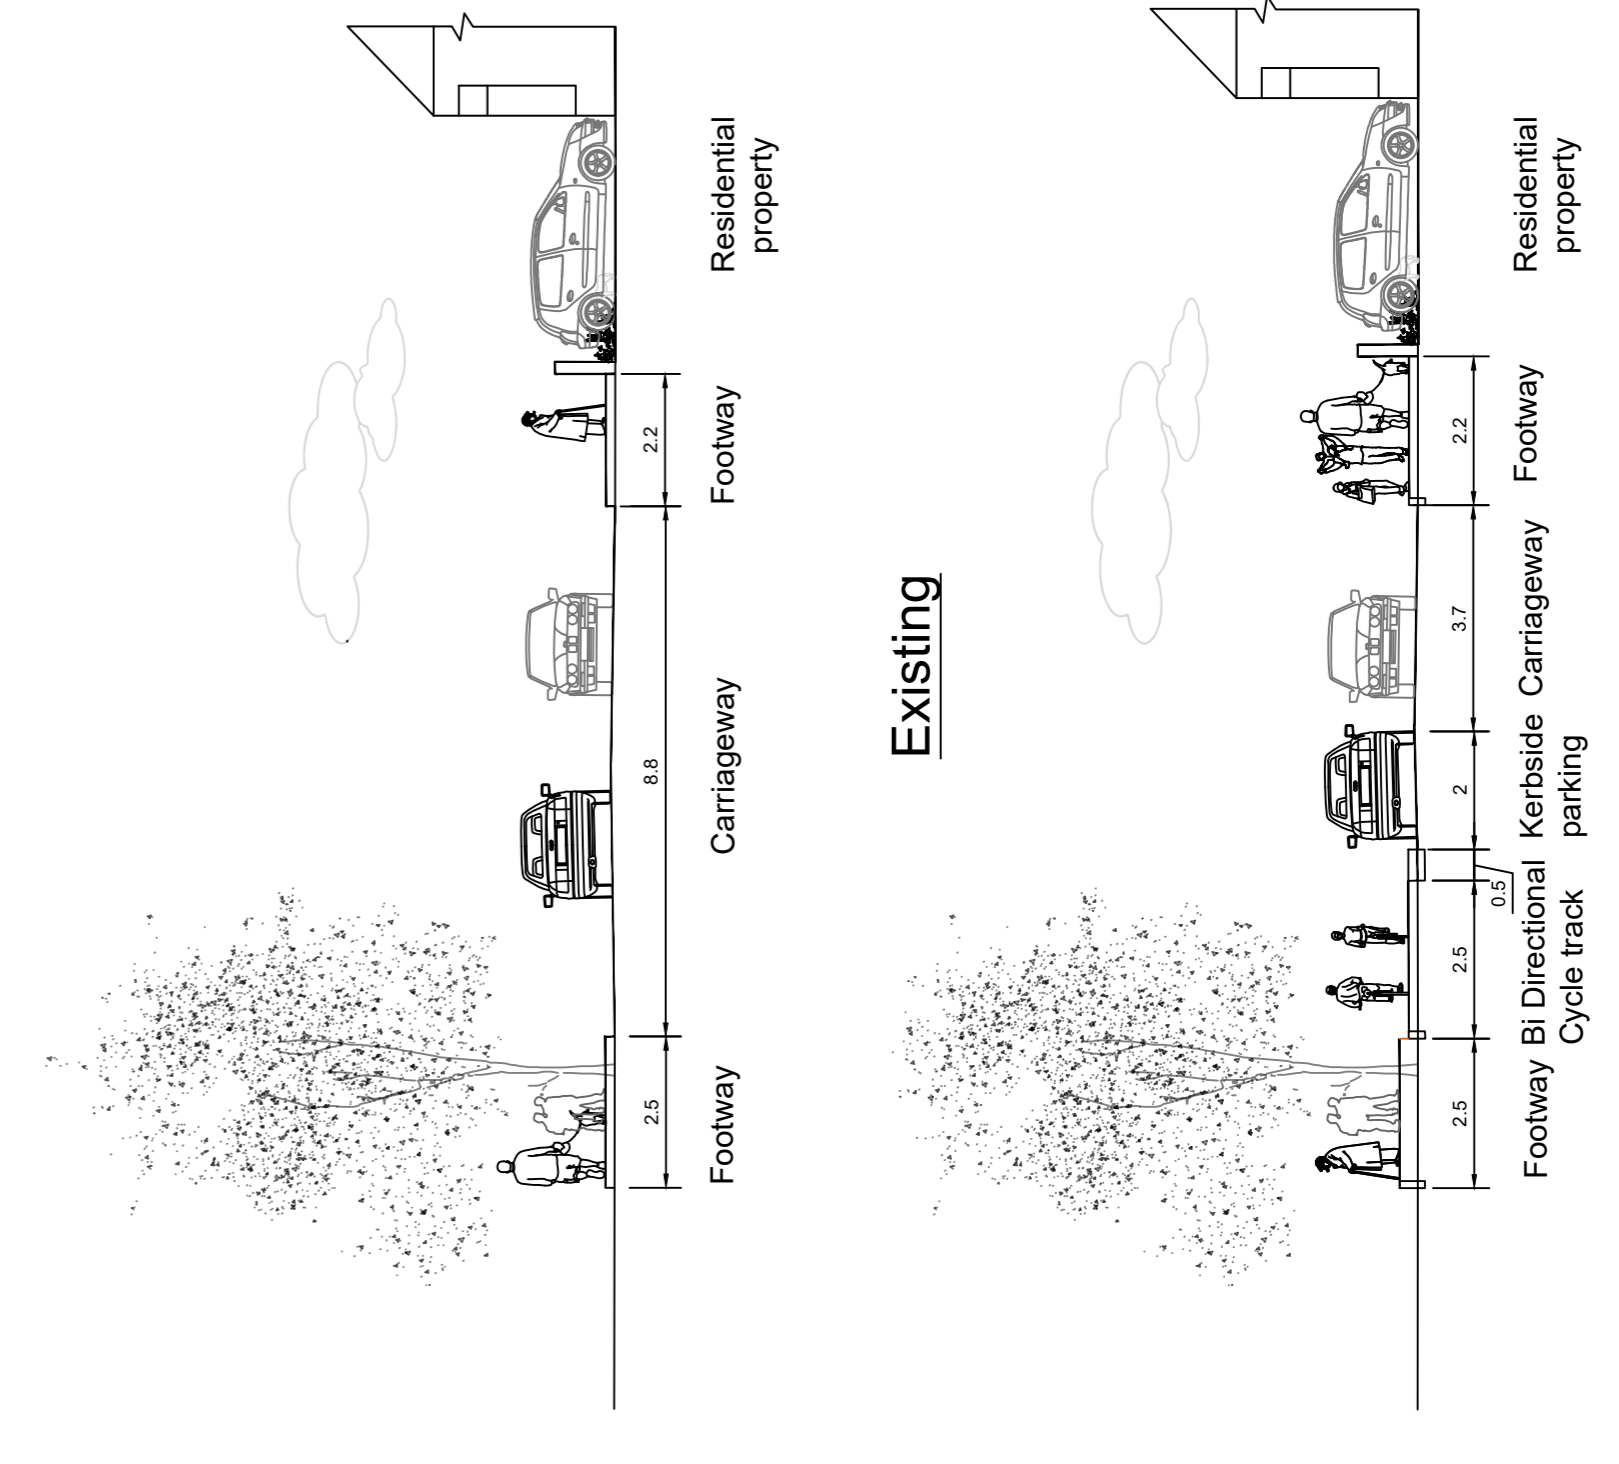 2.5
8.8
2.2
Footway
Carriageway
Footway
Residential
property
Existing
2.5
2.5
0.5
2
3.7
2.2
Footway
Bi Directional
Cycle track
Kerbside
parking
Carriageway
Footway
Residential
property